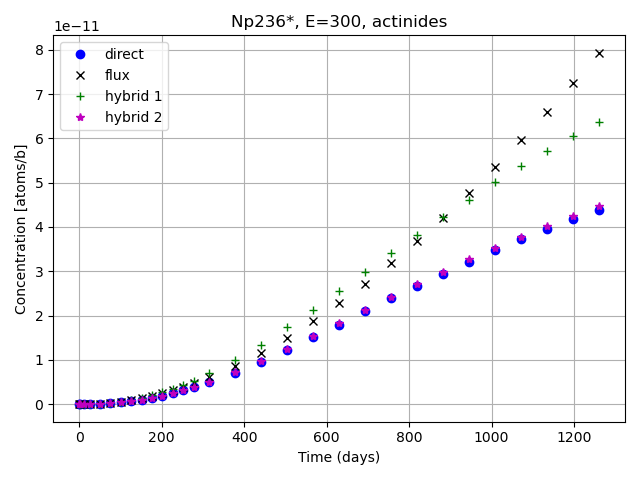 Np236*, E=300, actinides
1e−11
8
7
6
5
4
3
2
1
0
Concentration [atoms/b]
direct
flux
hybrid 1
hybrid 2
0 200 400 600 800 1000 1200
Time (days)